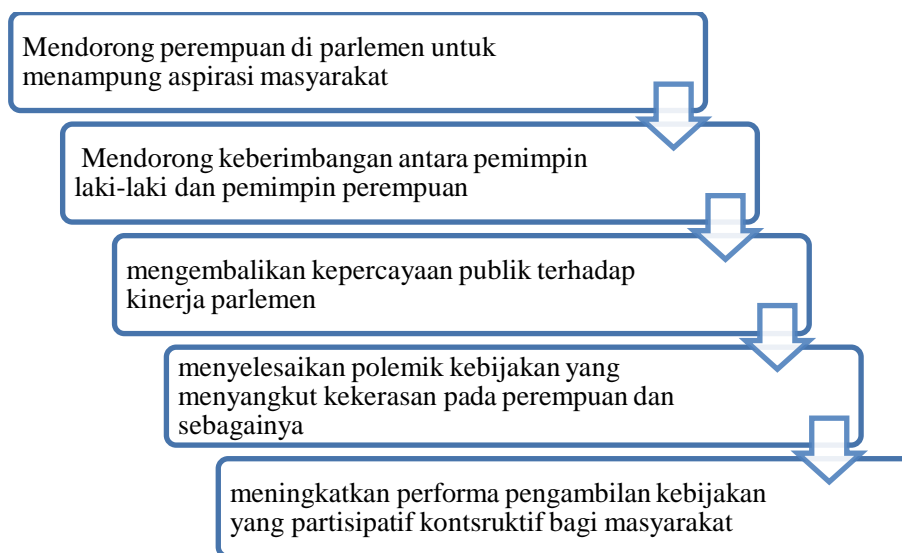 Mendorong perempuan di parlemen untuk
menampung aspirasi masyarakat
Mendorong keberimbangan antara pemimpin
laki-laki dan pemimpin perempuan
mengembalikan kepercayaan publik terhadap
kinerja parlemen
menyelesaikan polemik kebijakan yang
menyangkut kekerasan pada perempuan dan
sebagainya
meningkatkan performa pengambilan kebijakan
yang partisipatif kontsruktif bagi masyarakat